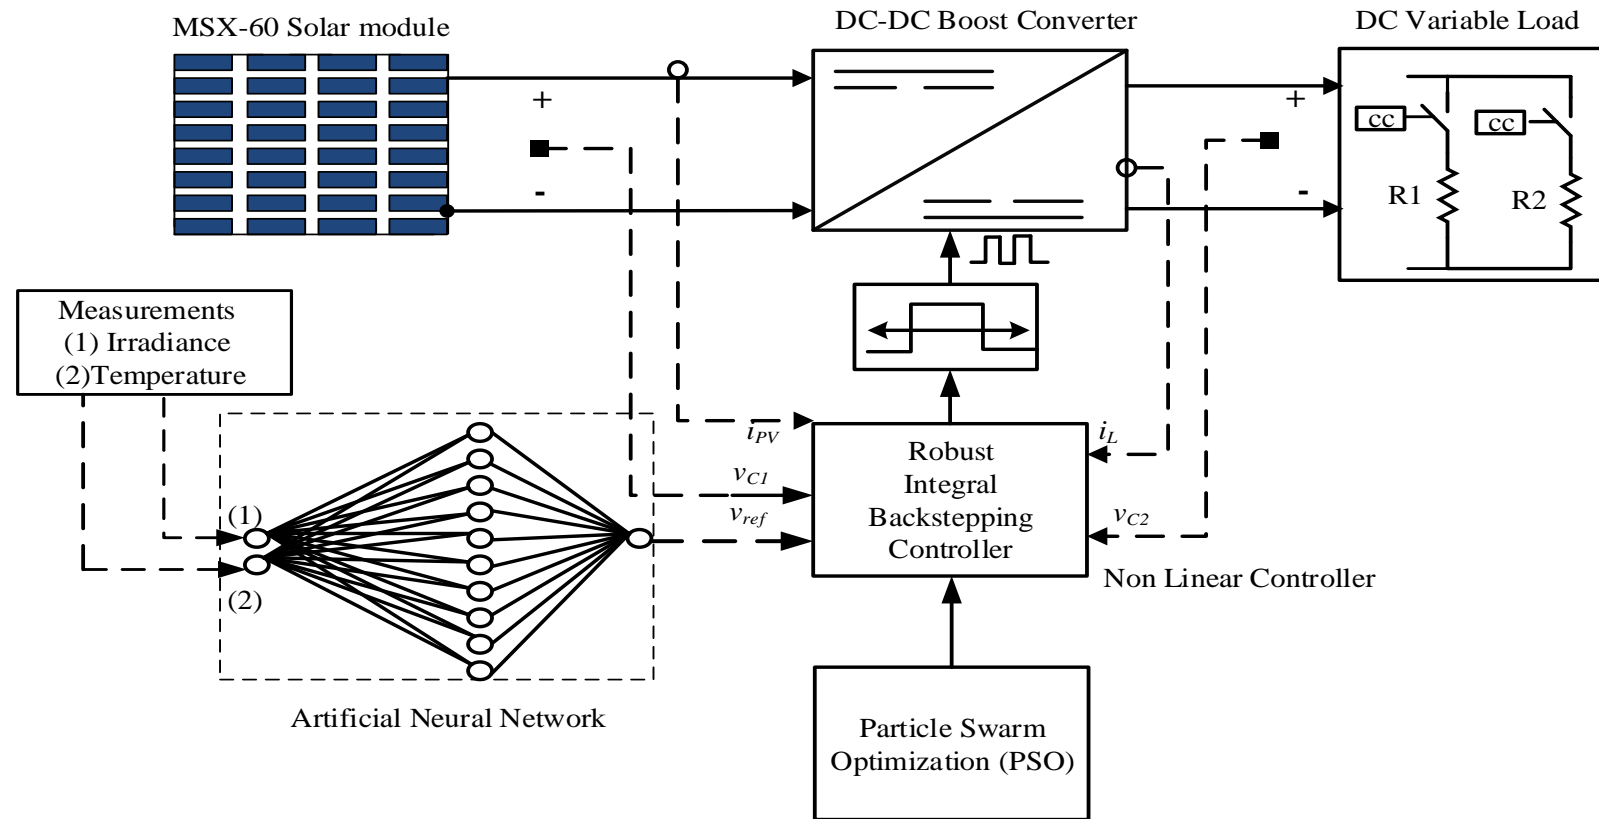 MSX-60 Solar module
DC-DC Boost Converter
DC Variable Load
+
-
+
-
cc
cc
R1
R2
Measurements
(1) Irradiance
(2)Temperature
iPV
vC1
vref
iL
vC2
Robust
Integral
Backstepping
Controller
Non Linear Controller
(1)
(2)
Artificial Neural Network
Particle Swarm
Optimization (PSO)